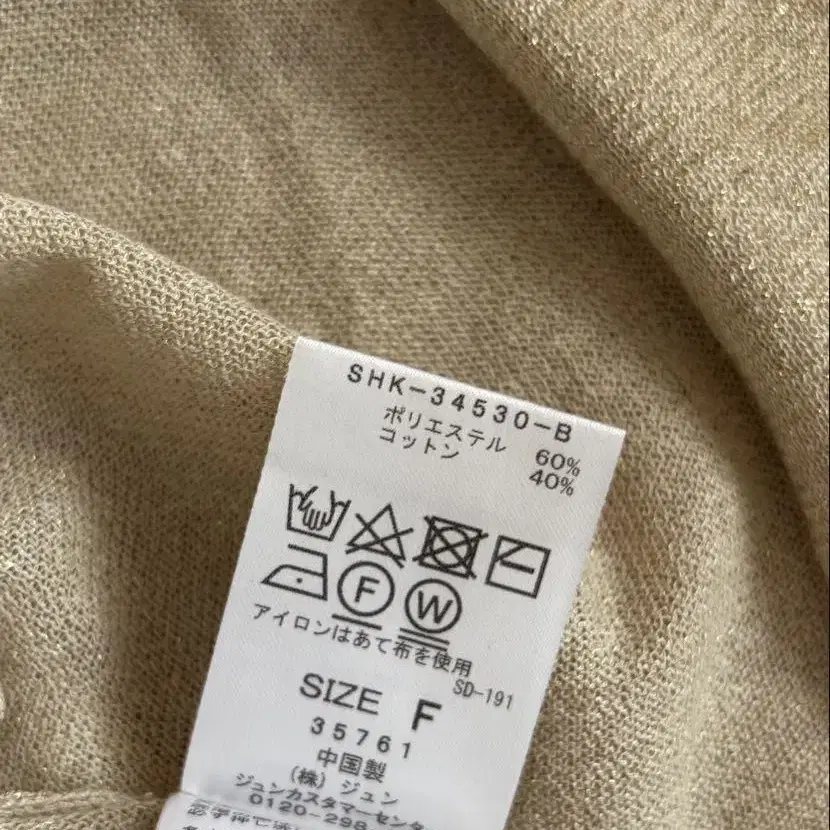 SHK-34530-B
ポリエステル 60%
コットン 40%
F W
アイロンはあて布を使用
SD-191
SIZE F
35761
中国製
(株) ジュン
ジュンカスタマーセンタ
0120-298